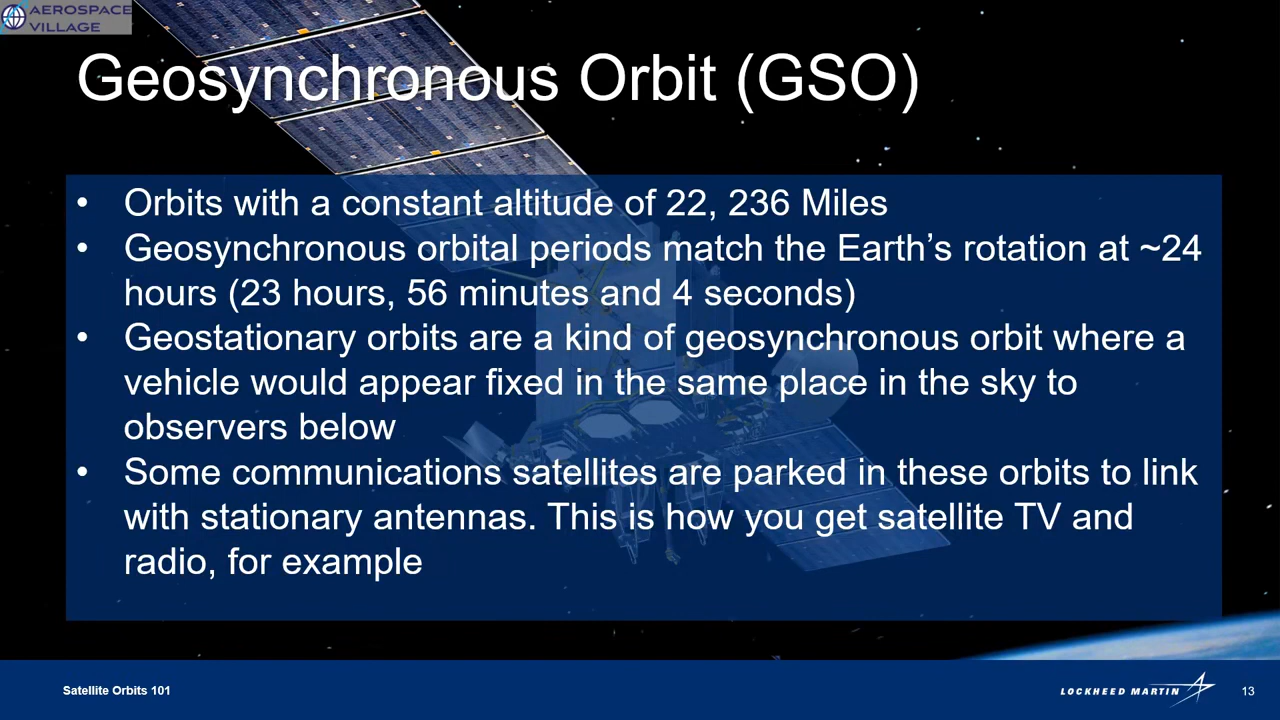 AEROSPACE
VILLAGE
Geosynchronous Orbit (GSO)
• Orbits with a constant altitude of 22, 236 Miles
• Geosynchronous orbital periods match the Earth’s rotation at ~24
hours (23 hours, 56 minutes and 4 seconds)
• Geostationary orbits are a kind of geosynchronous orbit where a
vehicle would appear fixed in the same place in the sky to
observers below
• Some communications satellites are parked in these orbits to link
with stationary antennas. This is how you get satellite TV and
radio, for example
Satellite Orbits 101
LOCKHEED MARTIN
13